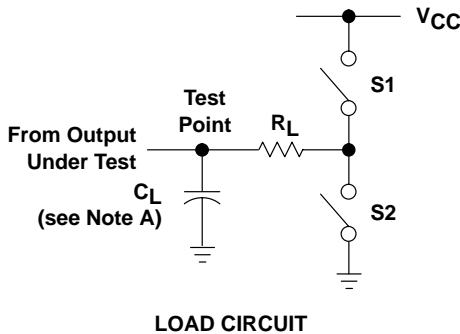 VCC
S1
Test
Point
RL
From Output
Under Test
CL
(see Note A)
S2
LOAD CIRCUIT